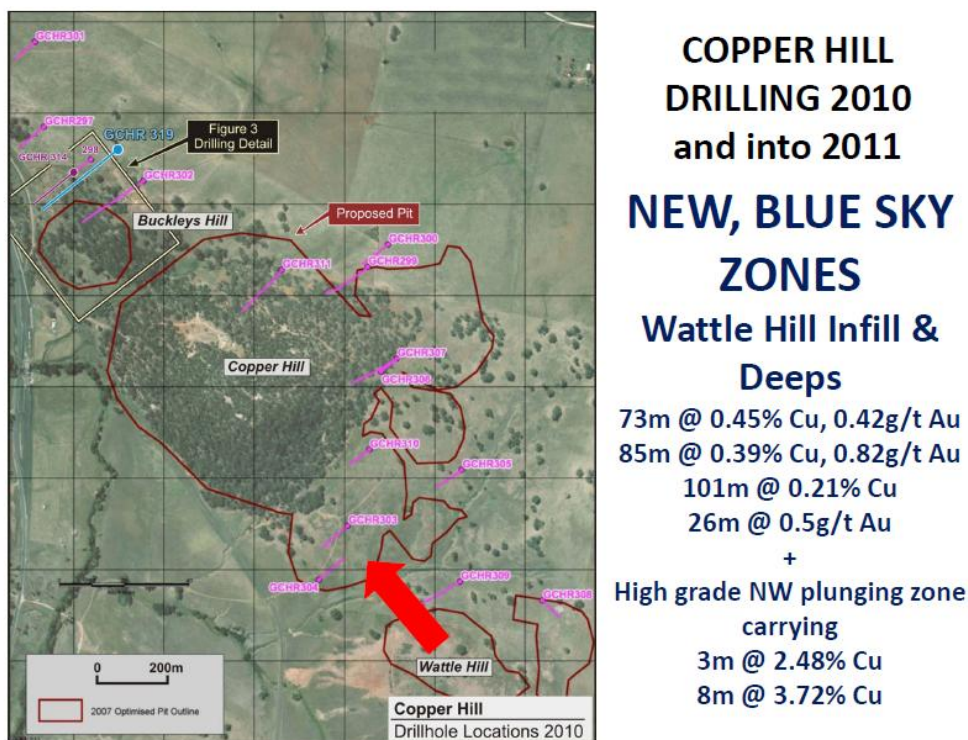 GCHR301
GCHR297
GCHR 319
Figure 3
Drilling Detail
GCHR 314
298
GCHR302
Buckleys Hill
Proposed Pit
GCHR300
GCHR299
GCHR311
GCHR307
Copper Hill
GCHR306
GCHR310
GCHR305
GCHR303
GCHR304
GCHR309
GCHR308
Wattle Hill
0 200m
2007 Optimised Pit Outline
Copper Hill
Drillhole Locations 2010
COPPER HILL
DRILLING 2010
and into 2011
NEW, BLUE SKY
ZONES
Wattle Hill Infill &
Deeps
73m @ 0.45% Cu, 0.42g/t Au
85m @ 0.39% Cu, 0.82g/t Au
101m @ 0.21% Cu
26m @ 0.5g/t Au
+
High grade NW plunging zone
carrying
3m @ 2.48% Cu
8m @ 3.72% Cu